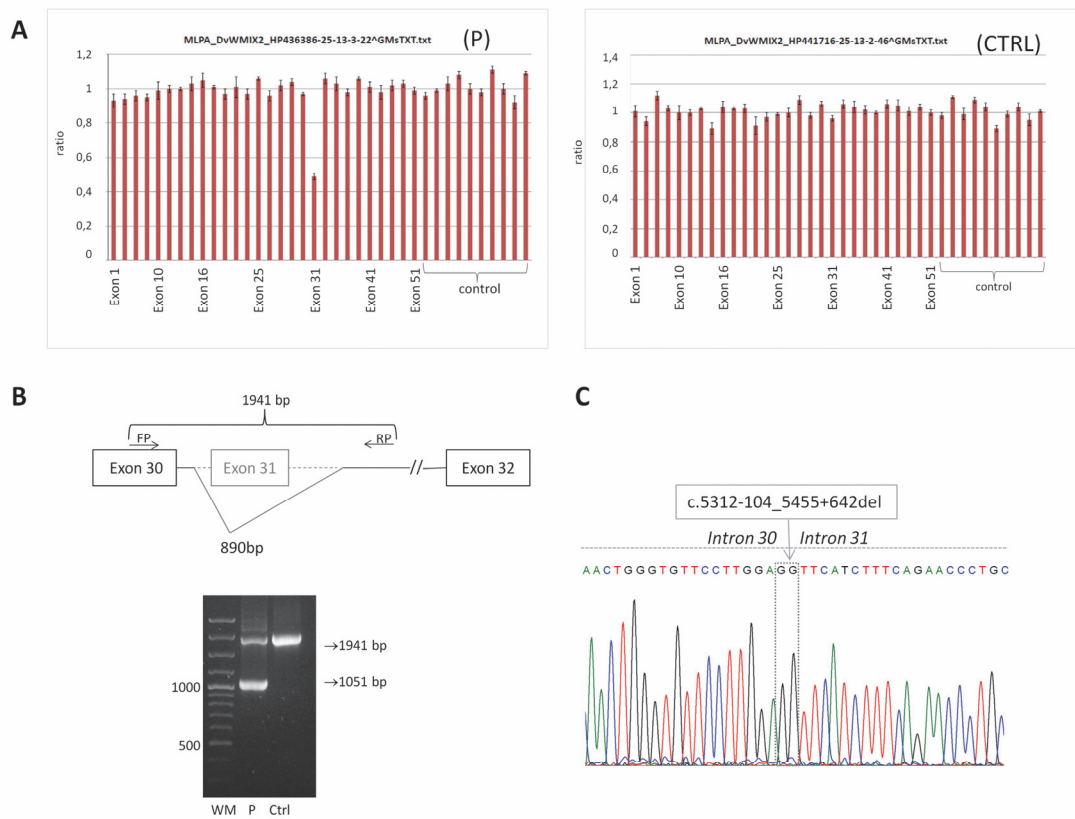 A
MLPA_DvWMIX2_HP436386-25-13-3-22^GMsTXT.txt
(P)
ratio
1,2
1
0,8
0,6
0,4
0,2
0
Exon 1
Exon 10
Exon 16
Exon 25
Exon 31
Exon 41
Exon 51
control
MLPA_DvWMIX2_HP441716-25-13-2-46^GMsTXT.txt
(CTRL)
ratio
1,4
1,2
1
0,8
0,6
0,4
0,2
0
Exon 1
Exon 10
Exon 16
Exon 25
Exon 31
Exon 41
Exon 51
control
B
1941 bp
FP
RP
Exon 30
Exon 31
//
Exon 32
890bp
→1941 bp
→1051 bp
1000
500
WM P Ctrl
C
c.5312-104_5455+642del
Intron 30 Intron 31
AACTGGGTGTTCCTTGGAGGTTCATCTTTCAGAACCCTGC